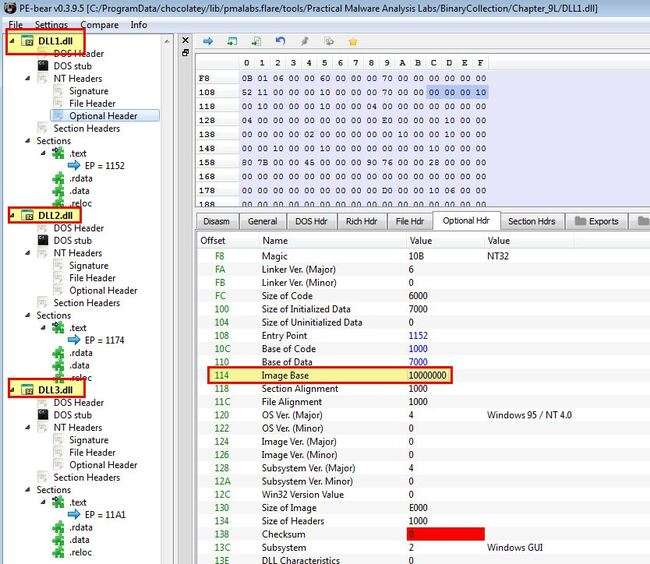 PE-bear v0.3.9.5 [C:/ProgramData/chocolatey/lib/pmalabs.flare/tools/Practical Malware Analysis Labs/BinaryCollection/Chapter_9L/DLL1.dll]
File Settings View Compare Info
DLL1.dll
DOS Header
DOS stub
NT Headers
Signature
File Header
Optional Header
Section Headers
Sections
.text
EP = 1152
.rdata
.data
.reloc
DLL2.dll
DOS Header
DOS stub
NT Headers
Signature
File Header
Optional Header
Section Headers
Sections
.text
EP = 1174
.rdata
.data
.reloc
DLL3.dll
DOS Header
DOS stub
NT Headers
Signature
File Header
Optional Header
Section Headers
Sections
.text
EP = 11A1
.rdata
.data
.reloc
0 1 2 3 4 5 6 7 8 9 A B C D E F
F8 0B 01 06 00 00 60 00 00 00 70 00 00 00 00 00 00
108 52 11 00 00 00 10 00 00 00 70 00 00 00 00 00 10
118 00 10 00 00 00 10 00 00 04 00 00 00 00 00 00 00
128 04 00 00 00 00 00 00 00 00 E0 00 00 00 10 00 00
138 00 00 00 00 02 00 00 00 00 00 10 00 00 10 00 00
148 00 00 10 00 00 10 00 00 00 00 00 00 10 00 00 00
158 80 7B 00 00 45 00 00 00 90 76 00 00 28 00 00 00
168 00 00 00 00 00 00 00 00 00 00 00 00 00 00 00 00
178 00 00 00 00 00 00 00 00 00 D0 00 00 10 06 00 00
188
Disasm General DOS Hdr Rich Hdr File Hdr Optional Hdr Section Hdrs Exports
Offset Name Value Value
F8 Magic 10B NT32
FA Linker Ver. (Major) 6
FB Linker Ver. (Minor) 0
FC Size of Code 6000
100 Size of Initialized Data 7000
104 Size of Uninitialized Data 0
108 Entry Point 1152
10C Base of Code 1000
110 Base of Data 7000
114 Image Base 10000000
118 Section Alignment 1000
11C File Alignment 1000
120 OS Ver. (Major) 4 Windows 95 / NT 4.0
122 OS Ver. (Minor) 0
124 Image Ver. (Major) 0
126 Image Ver. (Minor) 0
128 Subsystem Ver. (Major) 4
12A Subsystem Ver. Minor) 0
12C Win32 Version Value 0
130 Size of Image E000
134 Size of Headers 1000
138 Checksum
13C Subsystem 2 Windows GUI
13E DLL Characteristics 0